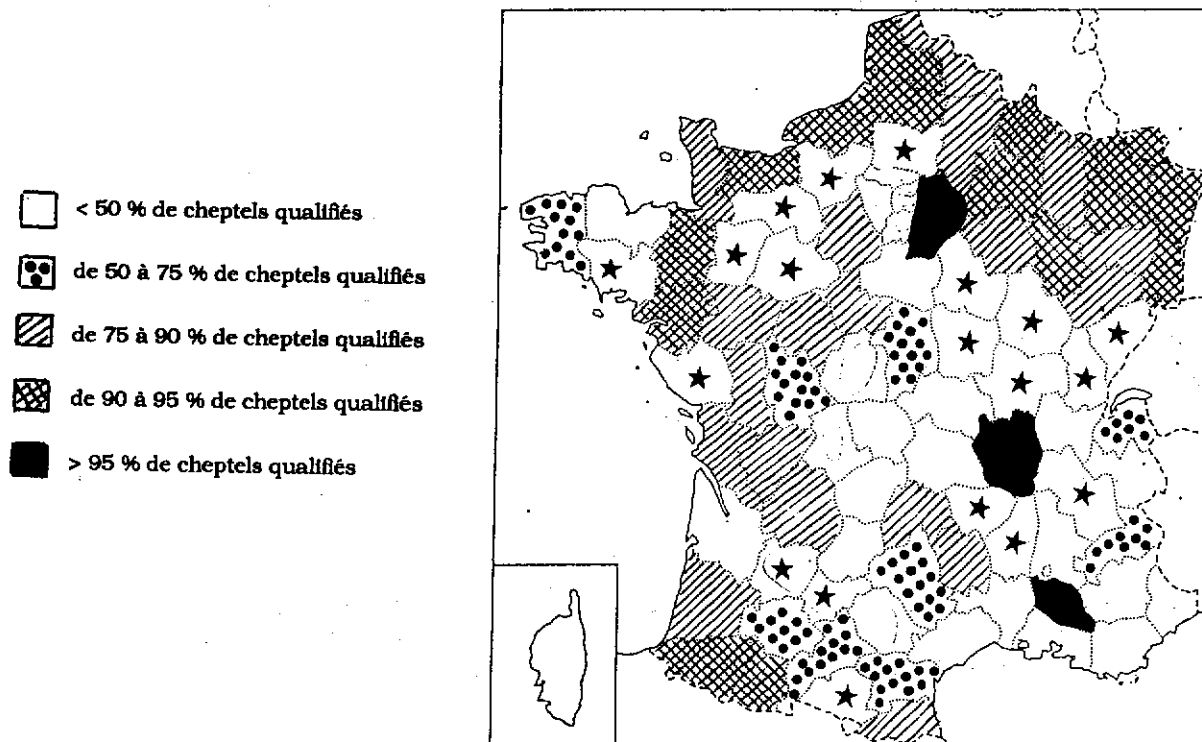 < 50 % de cheptels qualifiés
de 50 à 75 % de cheptels qualifiés
de 75 à 90 % de cheptels qualifiés
de 90 à 95 % de cheptels qualifiés
> 95 % de cheptels qualifiés